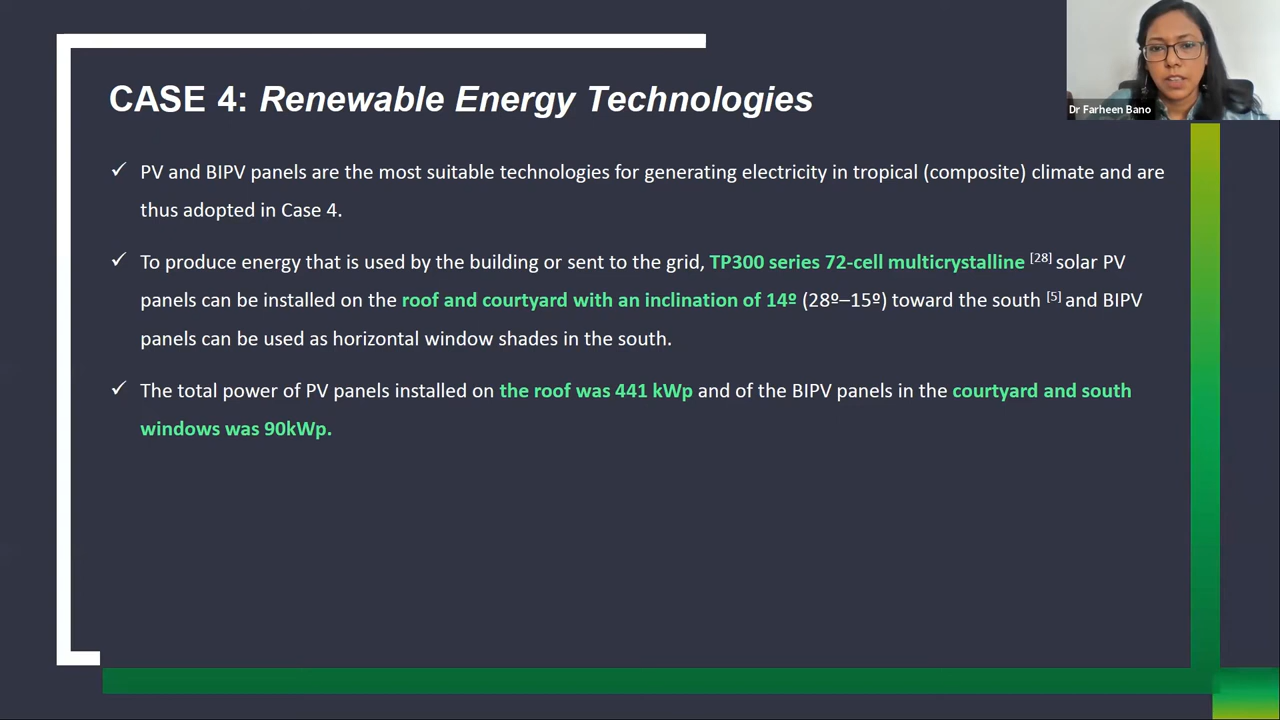 CASE 4: Renewable Energy Technologies
Dr Farheen Bano
✓ PV and BIPV panels are the most suitable technologies for generating electricity in tropical (composite) climate and are
thus adopted in Case 4.
✓ To produce energy that is used by the building or sent to the grid, TP300 series 72-cell multicrystalline [28] solar PV
panels can be installed on the roof and courtyard with an inclination of 14º (28º–15º) toward the south [5] and BIPV
panels can be used as horizontal window shades in the south.
✓ The total power of PV panels installed on the roof was 441 kWp and of the BIPV panels in the courtyard and south
windows was 90kWp.